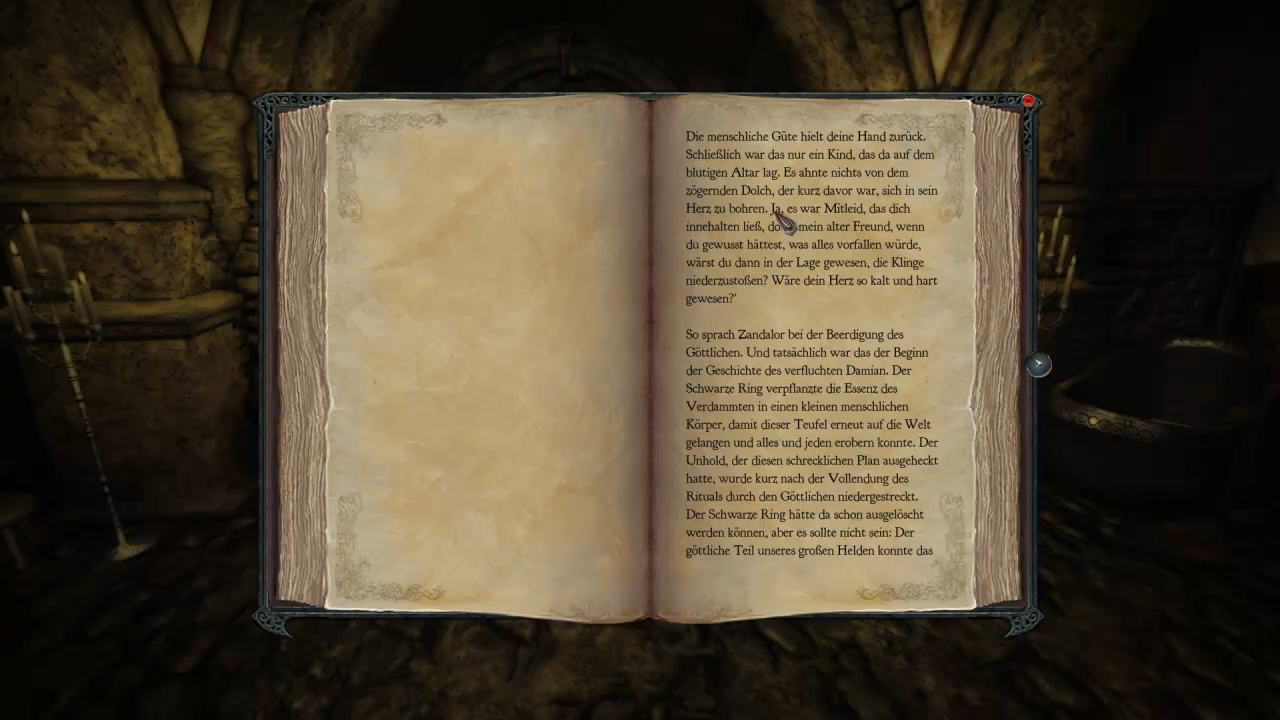 Die menschliche Güte hielt deine Hand zurück.
Schließlich war das nur ein Kind, das da auf dem
blutigen Altar lag. Es ahnte nichts von dem
zögernden Dolch, der kurz davor war, sich in sein
Herz zu bohren. Ja, es war Mitleid, das dich
innehalten ließ, mein alter Freund, wenn
du gewusst hättest, was alles vorfallen würde,
wärst du dann in der Lage gewesen, die Klinge
niederzustoßen? Wäre dein Herz so kalt und hart
gewesen?'
So sprach Zandalor bei der Beerdigung des
Göttlichen. Und tatsächlich war das der Beginn
der Geschichte des verfluchten Damian. Der
Schwarze Ring verpflanzte die Essenz des
Verdammten in einen kleinen menschlichen
Körper, damit dieser Teufel erneut auf die Welt
gelangen und alles und jeden erobern konnte. Der
Unhold, der diesen schrecklichen Plan ausgeheckt
hatte, wurde kurz nach der Vollendung des
Rituals durch den Göttlichen niedergestreckt.
Der Schwarze Ring hätte da schon ausgelöscht
werden können, aber es sollte nicht sein: Der
göttliche Teil unseres großen Helden konnte das